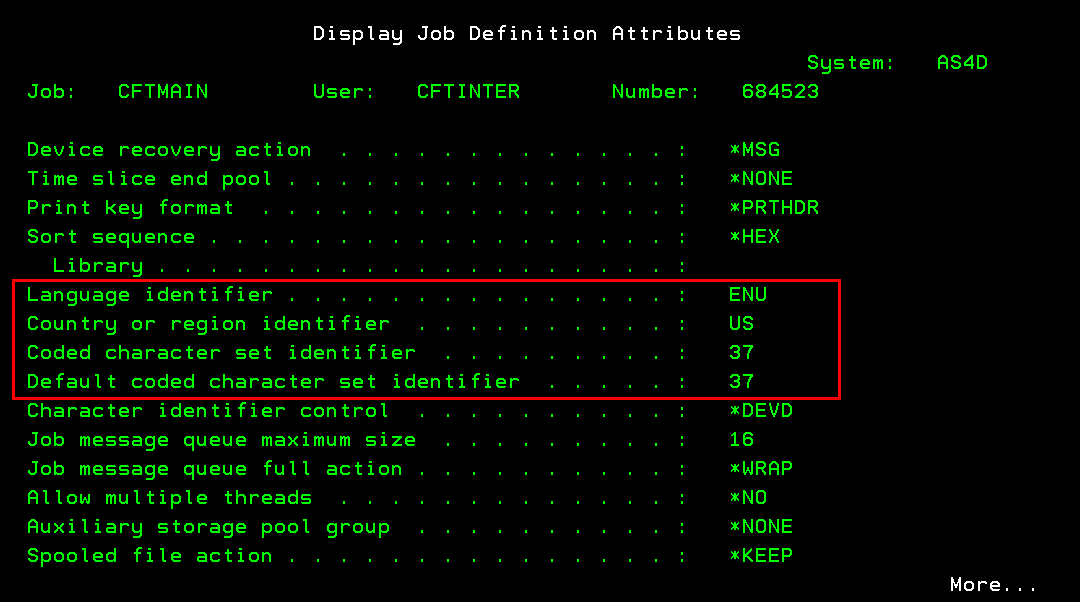 Display Job Definition Attributes
System:   AS4D
Job:   CFTMAIN        User:   CFTINTER       Number:   684523
Device recovery action  . . . . . . . . . . . . . . :   *MSG
Time slice end pool . . . . . . . . . . . . . . . . :   *NONE
Print key format  . . . . . . . . . . . . . . . . . :   *PRTHDR
Sort sequence . . . . . . . . . . . . . . . . . . . :   *HEX
  Library . . . . . . . . . . . . . . . . . . . . . :
Language identifier . . . . . . . . . . . . . . . . :   ENU
Country or region identifier  . . . . . . . . . . . :   US
Coded character set identifier  . . . . . . . . . . :   37
Default coded character set identifier  . . . . . . :   37
Character identifier control  . . . . . . . . . . . :   *DEVD
Job message queue maximum size  . . . . . . . . . . :   16
Job message queue full action . . . . . . . . . . . :   *WRAP
Allow multiple threads  . . . . . . . . . . . . . . :   *NO
Auxiliary storage pool group  . . . . . . . . . . . :   *NONE
Spooled file action . . . . . . . . . . . . . . . . :   *KEEP
More...